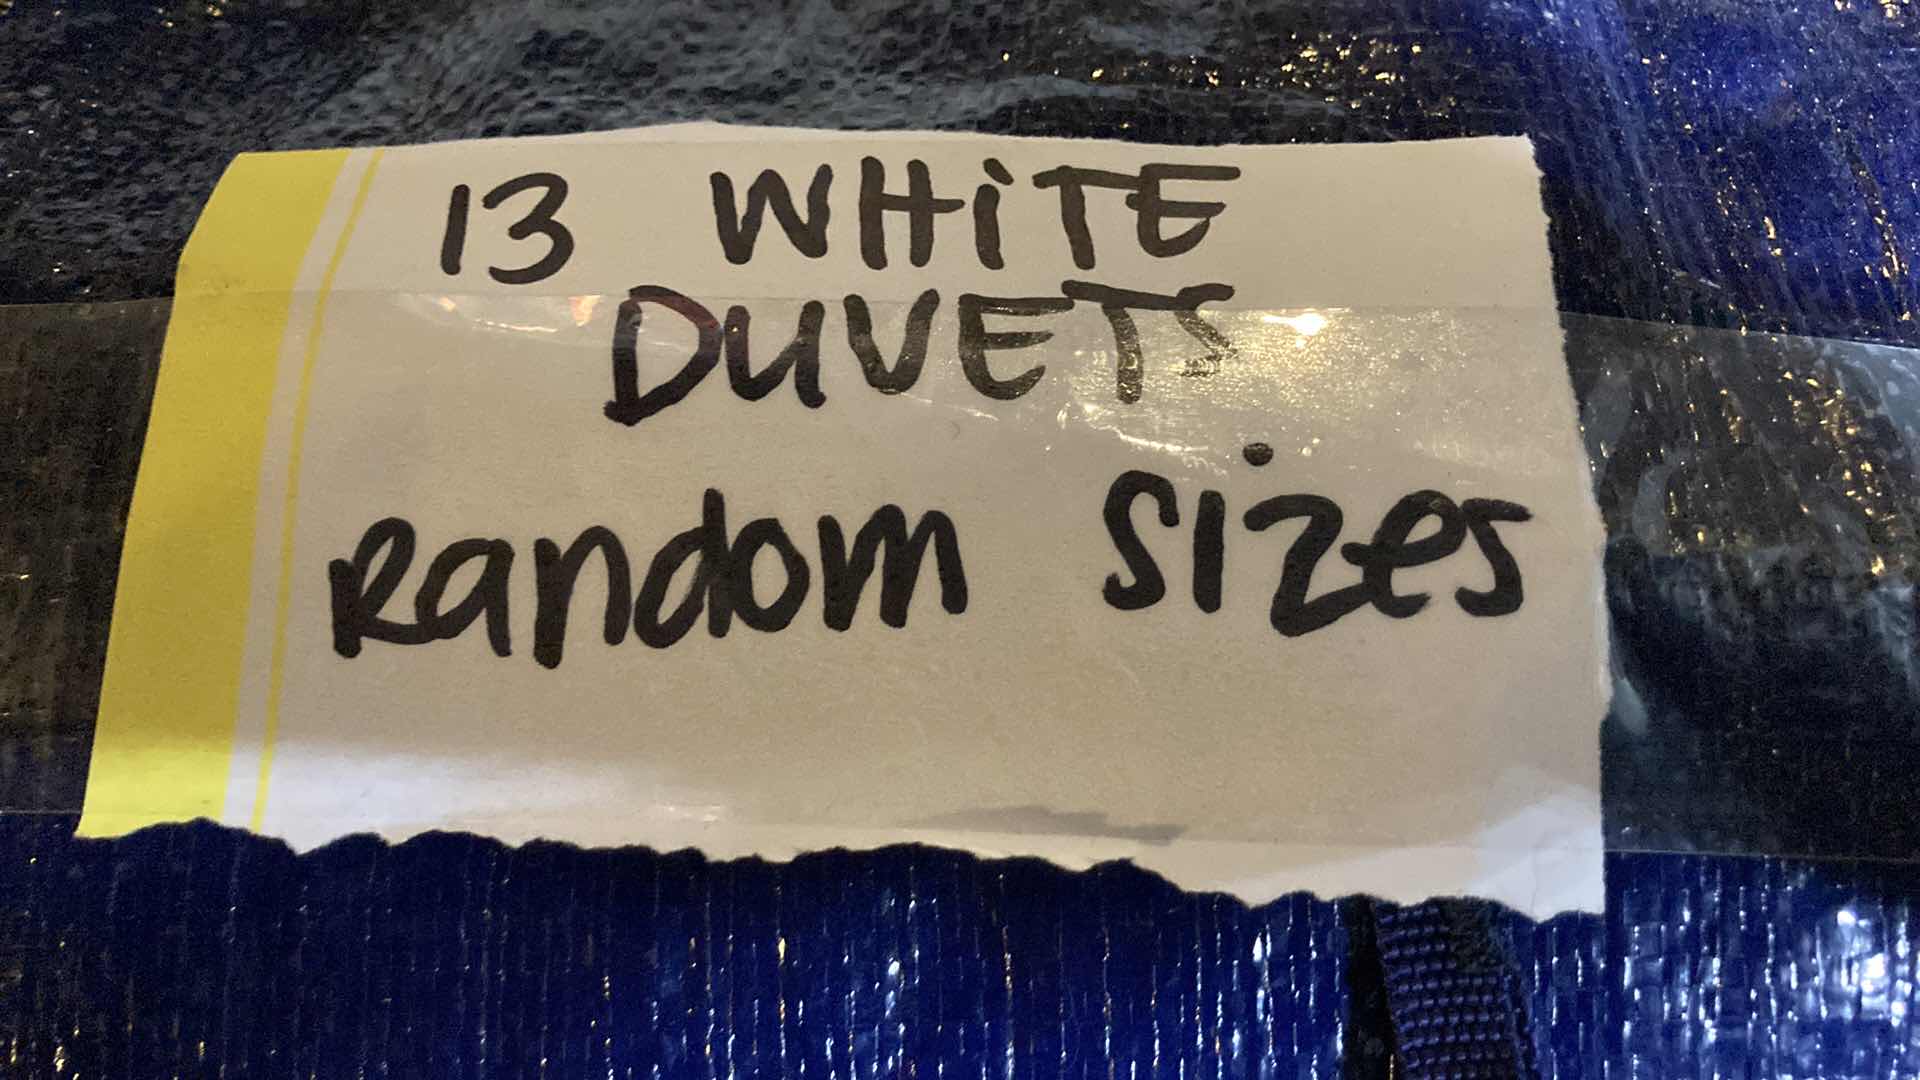 13 WHiTE
DUVETS
Random sizes